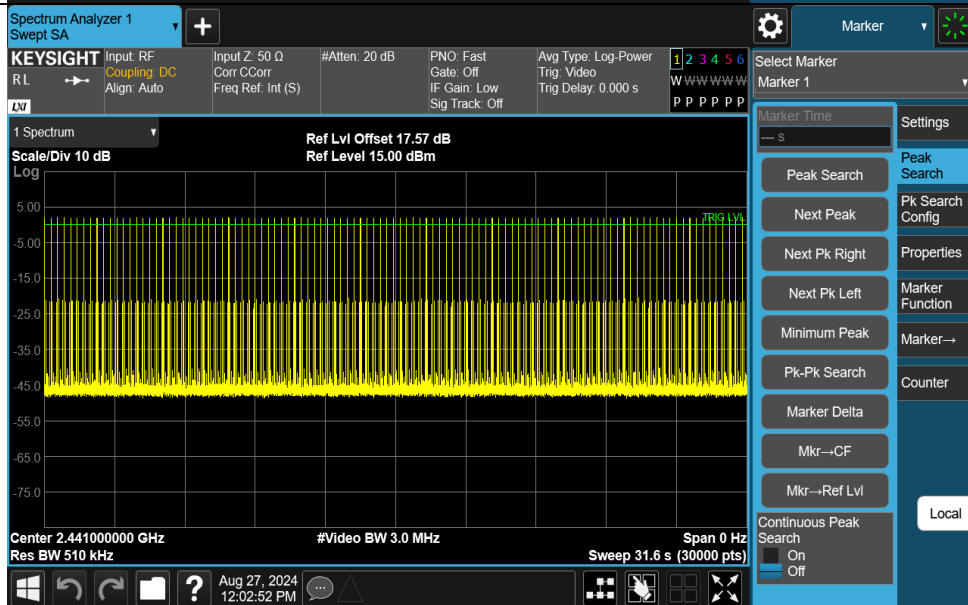 Spectrum Analyzer 1
Swept SA
+
Marker
KEYSIGHT
R L
LXI
Input: RF
Coupling: DC
Align: Auto
Input Z: 50 Ω
Corr CCorr
Freq Ref: Int (S)
#Atten: 20 dB
PNO: Fast
Gate: Off
IF Gain: Low
Sig Track: Off
Avg Type: Log-Power
Trig: Video
Trig Delay: 0.000 s
1 2 3 4 5 6
W W W W W W
P P P P P P
Select Marker
Marker 1
1 Spectrum
Scale/Div 10 dB
Log
Ref Lvl Offset 17.57 dB
Ref Level 15.00 dBm
TRIG LVL
5.00
-5.00
-15.0
-25.0
-35.0
-45.0
-55.0
-65.0
-75.0
Center 2.441000000 GHz
Res BW 510 kHz
#Video BW 3.0 MHz
Span 0 Hz
Sweep 31.6 s (30000 pts)
Marker Time
--- s
Peak Search
Next Peak
Next Pk Right
Next Pk Left
Minimum Peak
Pk-Pk Search
Marker Delta
Mkr→CF
Mkr→Ref Lvl
Continuous Peak
Search
On
Off
Settings
Peak
Search
Pk Search
Config
Properties
Marker
Function
Marker→
Counter
Local
?
Aug 27, 2024
12:02:52 PM